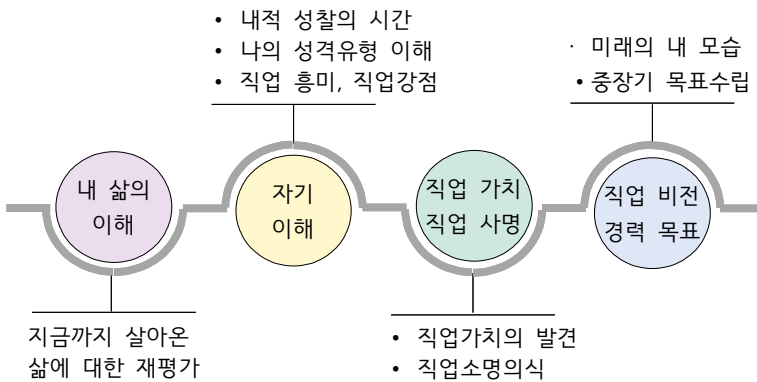 • 내적 성찰의 시간
• 나의 성격유형 이해
• 직업 흥미, 직업강점
· 미래의 내 모습
• 중장기 목표수립
내 삶의
이해
자기
이해
직업 가치
직업 사명
직업 비전
경력 목표
지금까지 살아온
삶에 대한 재평가
• 직업가치의 발견
• 직업소명의식